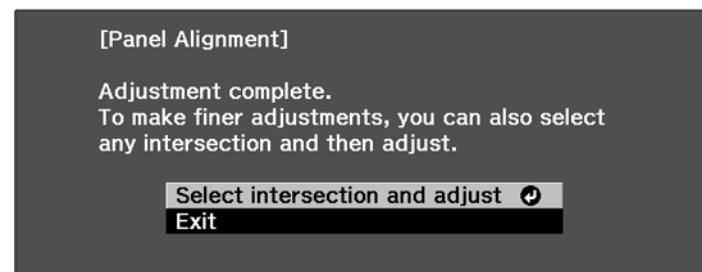 [Panel Alignment]
Adjustment complete.
To make finer adjustments, you can also select
any intersection and then adjust.
Select intersection and adjust
Exit